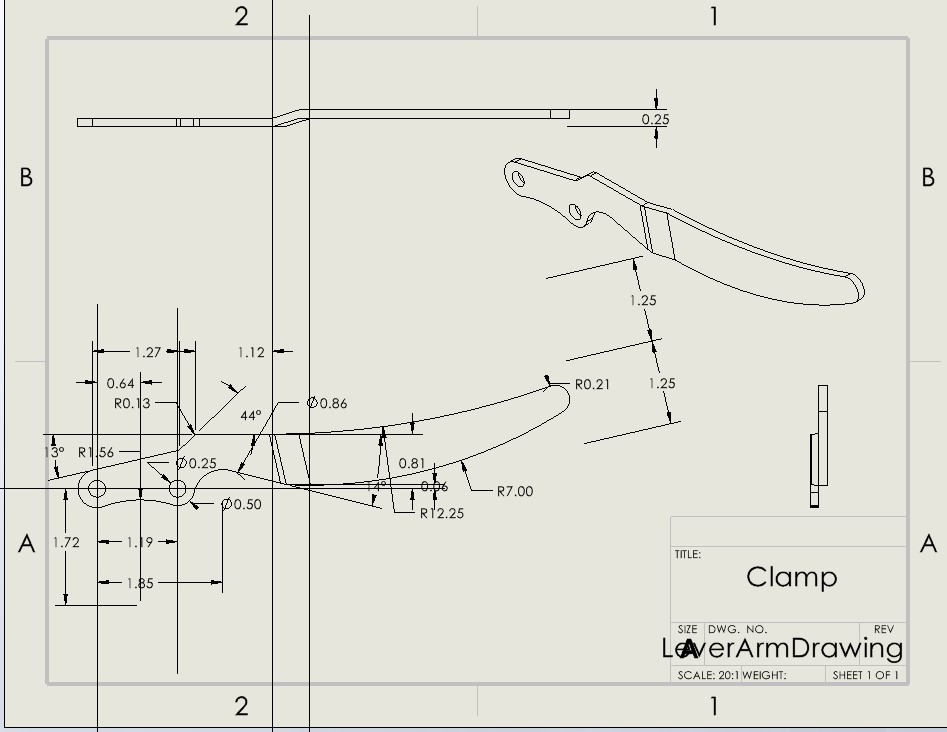 2
1
0.25
B
B
1.25
1.27
1.12
1.25
0.64
R0.21
R0.13
Ø0.86
44°
13°
R1.56
Ø0.25
0.81
14°
0.06
R7.00
Ø0.50
R12.25
A
1.72
1.19
A
TITLE:
1.85
Clamp
SIZE
DWG. NO.
REV
A
LeverArmDrawing
SCALE: 20:1
WEIGHT:
SHEET 1 OF 1
2
1